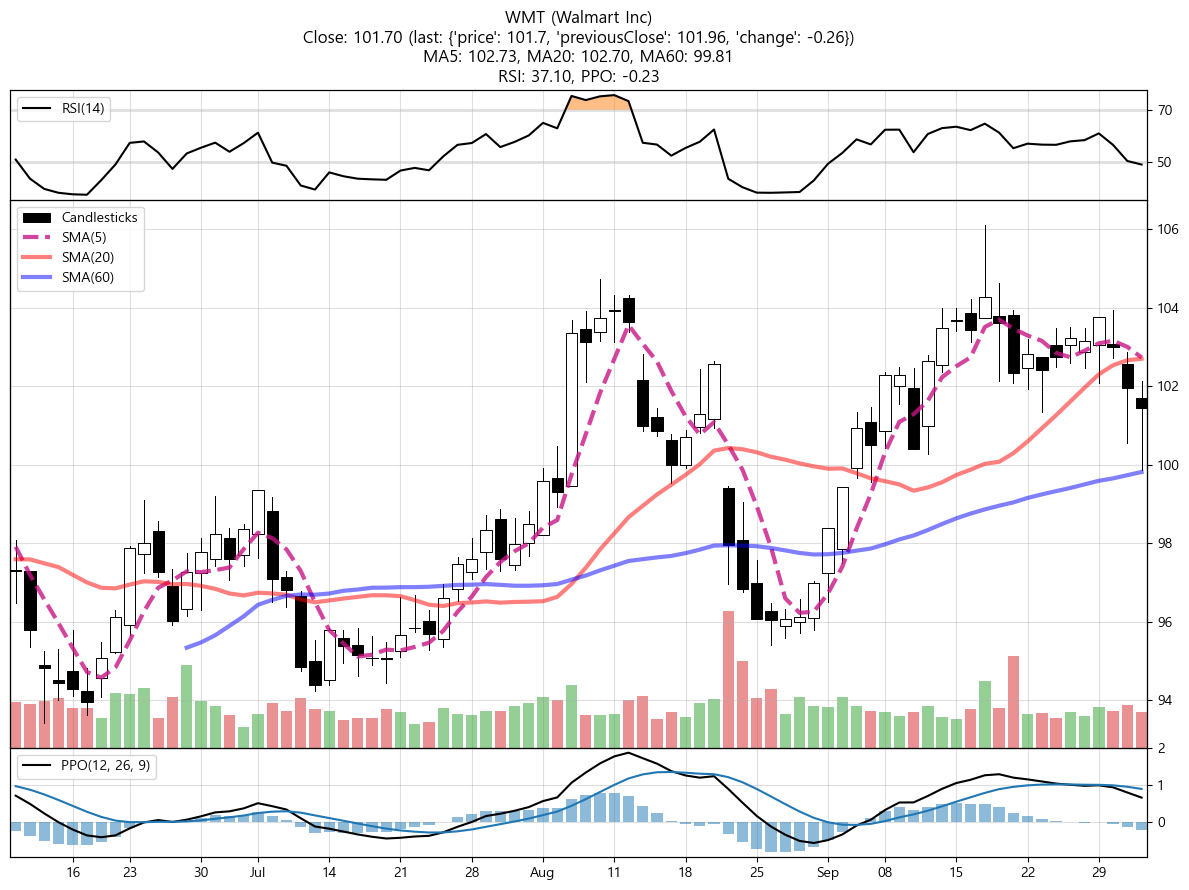 WMT (Walmart Inc)
Close: 101.70 (last: {'price': 101.7, 'previousClose': 101.96, 'change': -0.26})
MA5: 102.73, MA20: 102.70, MA60: 99.81
RSI: 37.10, PPO: -0.23
RSI(14)
70
50
Candlesticks
SMA(5)
SMA(20)
SMA(60)
106
104
102
100
98
96
94
PPO(12, 26, 9)
2
1
0
16 23 30 Jul 14 21 28 Aug 11 18 25 Sep 08 15 22 29